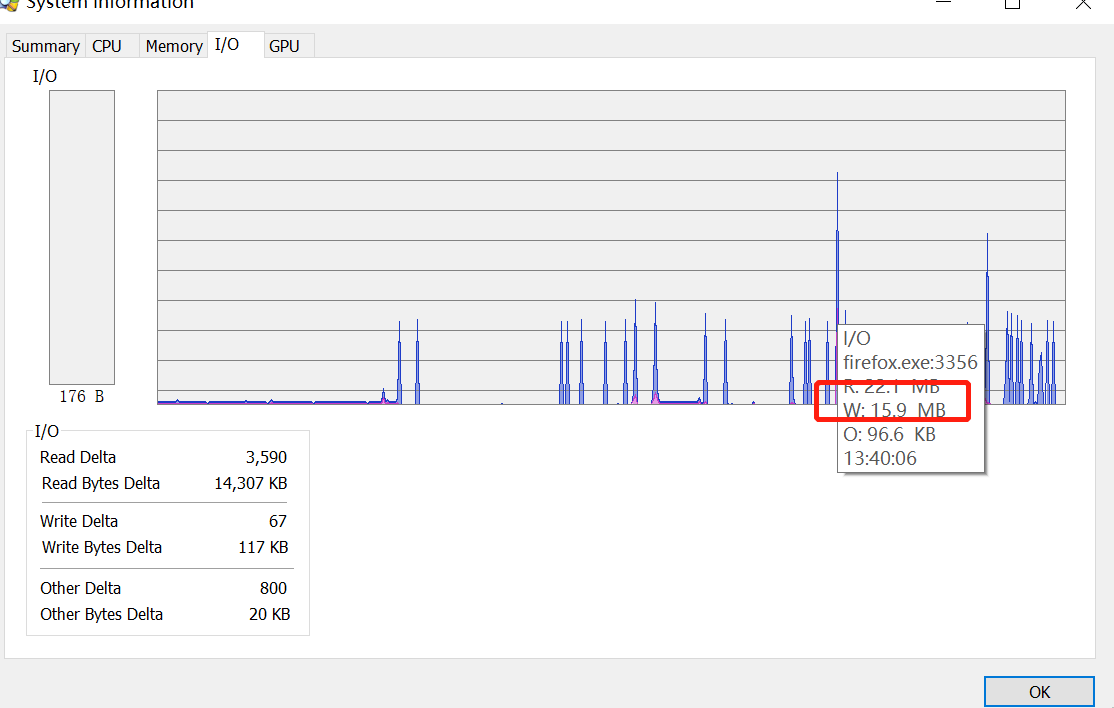 System Information
Summary CPU Memory I/O GPU
I/O
176 B
I/O
firefox.exe:3356
R: 22.1 MB
W: 15.9 MB
O: 96.6 KB
13:40:06
I/O
Read Delta 3,590
Read Bytes Delta 14,307 KB
Write Delta 67
Write Bytes Delta 117 KB
Other Delta 800
Other Bytes Delta 20 KB
OK